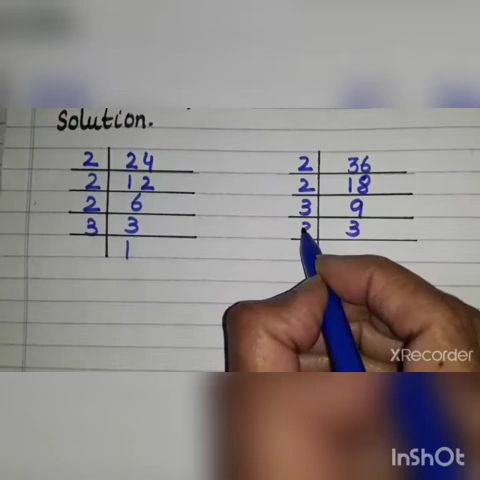 Solution.
2 | 24    2 | 36
2 | 12    2 | 18
2 | 6    3 | 9
3 | 3    3 | 3
| 1
XRecorder
InShOt